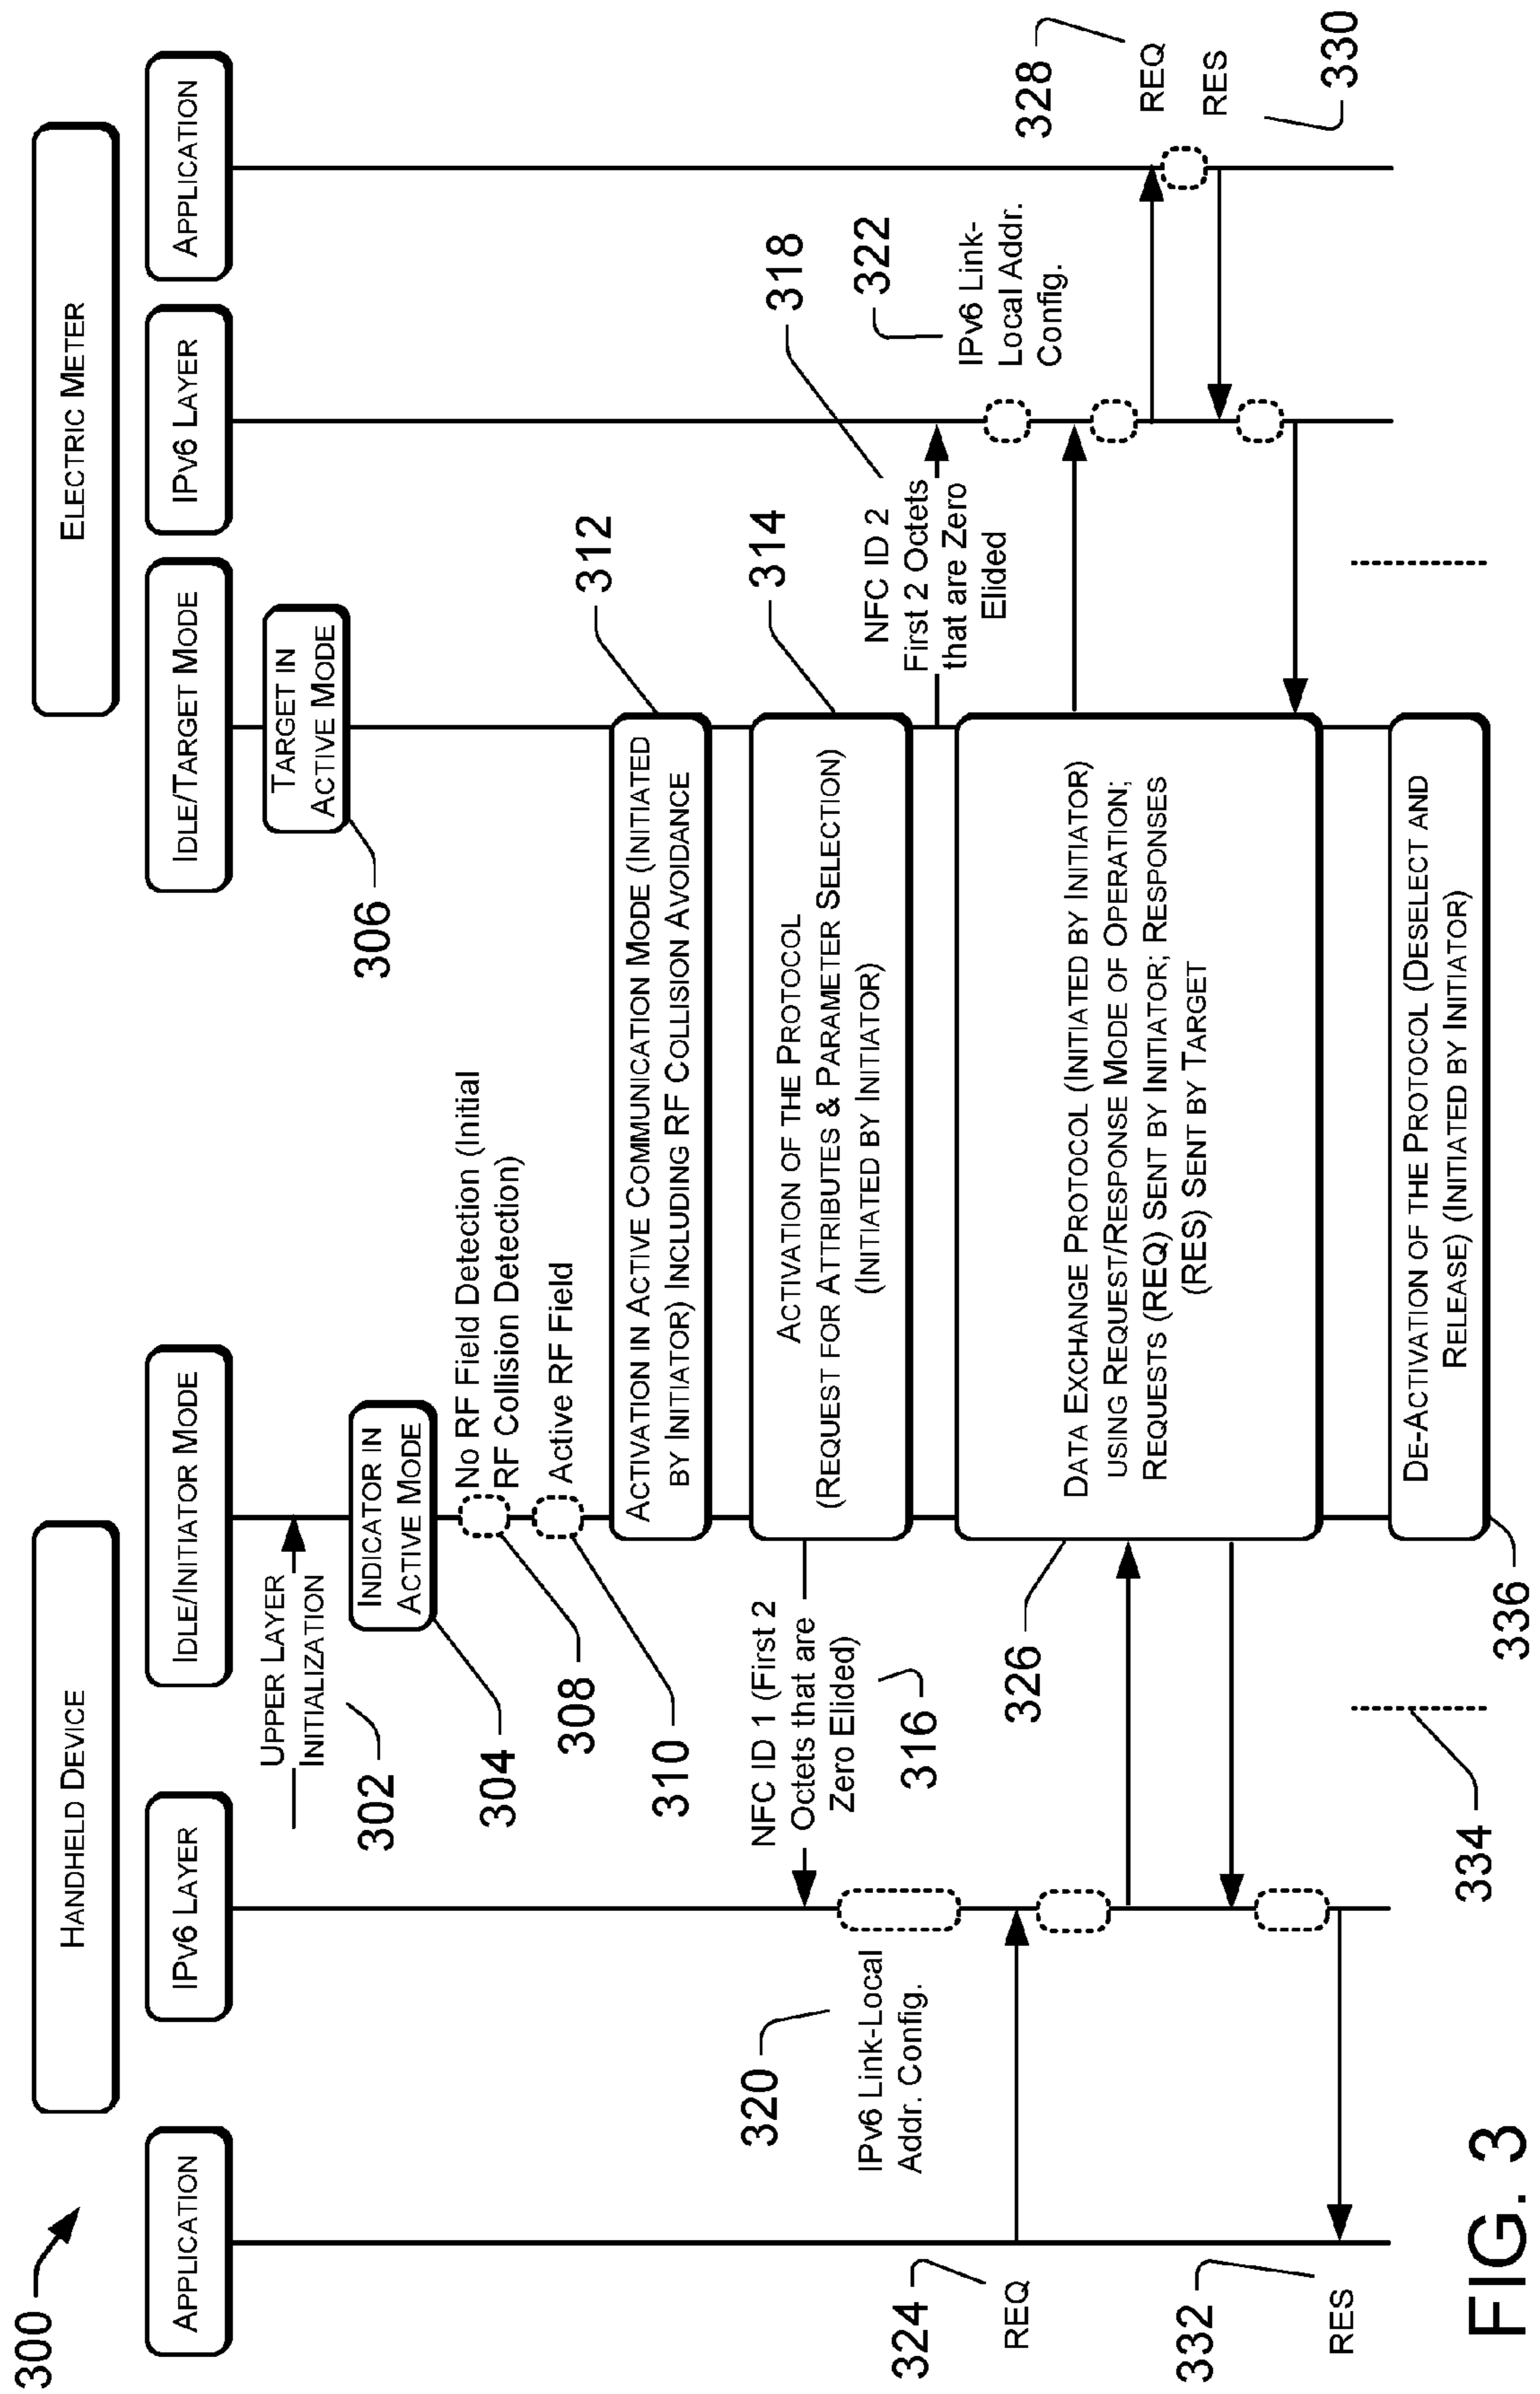 300
HANDHELD DEVICE
ELECTRIC METER
APPLICATION
IPV6 LAYER
IDLE/INITIATOR MODE
IDLE/TARGET MODE
IPV6 LAYER
APPLICATION
UPPER LAYER
INITIALIZATION
302
TARGET IN
ACTIVE MODE
306
INDICATOR IN
ACTIVE MODE
304
No RF Field Detection (Initial
RF Collision Detection)
308
Active RF Field
310
ACTIVATION IN ACTIVE COMMUNICATION MODE (INITIATED
BY INITIATOR) INCLUDING RF COLLISION AVOIDANCE
312
ACTIVATION OF THE PROTOCOL
(REQUEST FOR ATTRIBUTES & PARAMETER SELECTION)
(INITIATED BY INITIATOR)
314
NFC ID 1 (First 2
Octets that are
Zero Elided)
316
NFC ID 2
First 2 Octets
that are Zero
Elided
318
320
IPv6 Link-Local
Addr. Config.
322
IPv6 Link-
Local Addr.
Config.
324
REQ
DATA EXCHANGE PROTOCOL (INITIATED BY INITIATOR)
USING REQUEST/RESPONSE MODE OF OPERATION;
REQUESTS (REQ) SENT BY INITIATOR; RESPONSES
(RES) SENT BY TARGET
326
328
REQ
RES
330
332
RES
334
DE-ACTIVATION OF THE PROTOCOL (DESELECT AND
RELEASE) (INITIATED BY INITIATOR)
336
FIG. 3